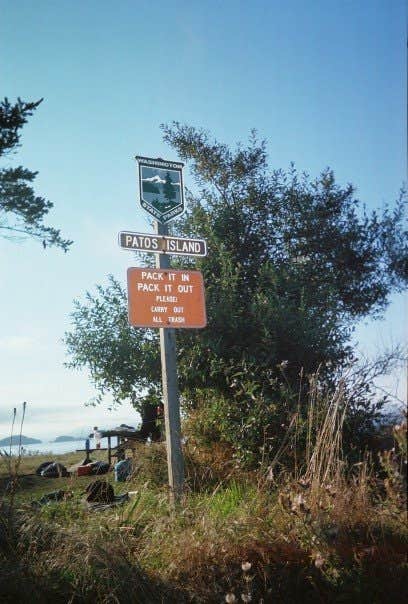 WASHINGTON
STATE PARKS
PATOS ISLAND
PACK IT IN
PACK IT OUT
PLEASE!
CARRY OUT
ALL TRASH